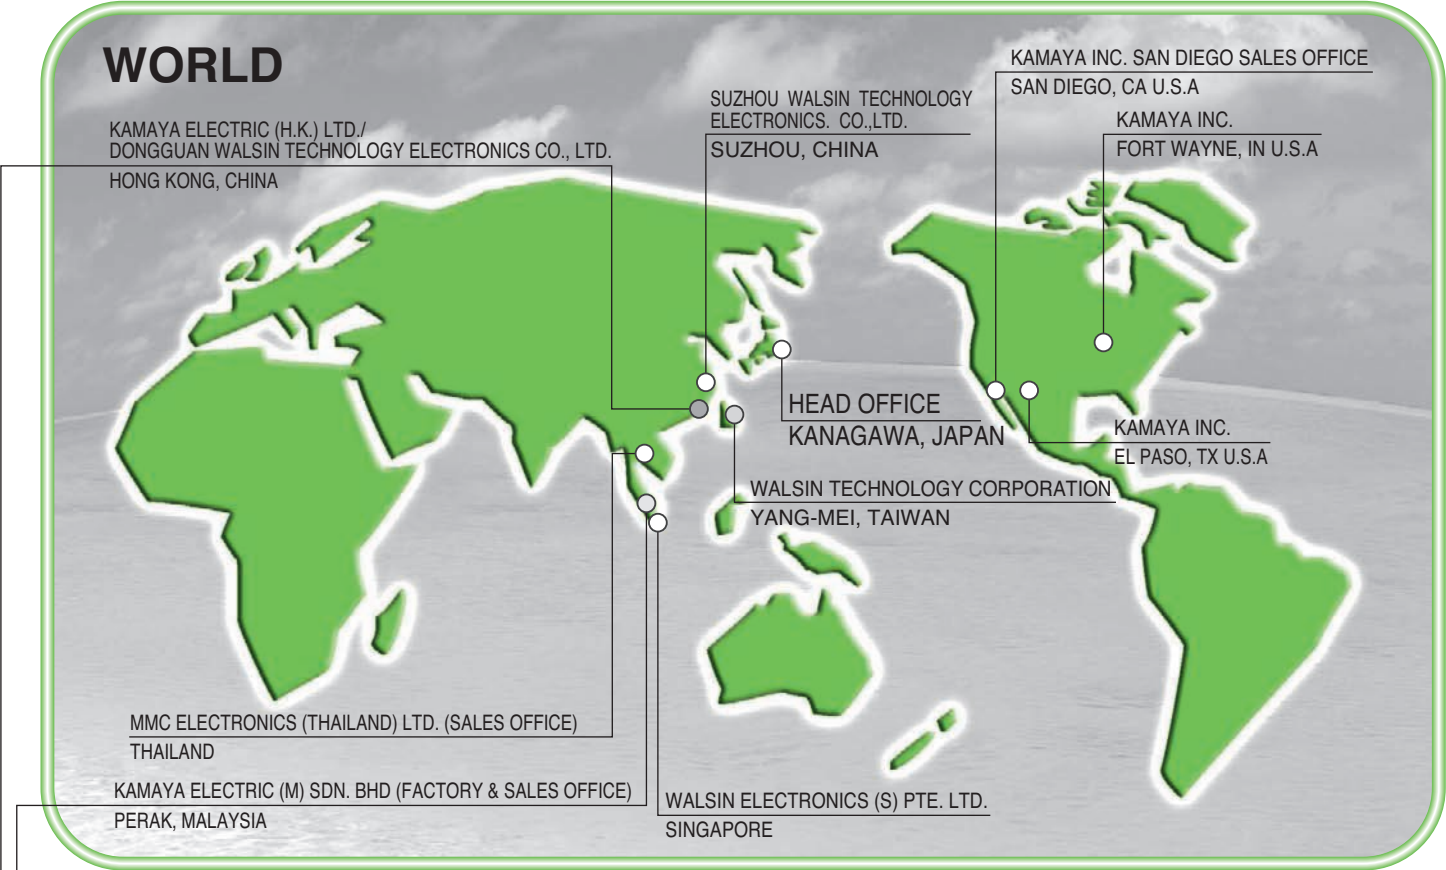 WORLD
KAMAYA ELECTRIC (H.K.) LTD./
DONGGUAN WALSIN TECHNOLOGY ELECTRONICS CO., LTD.
HONG KONG, CHINA
SUZHOU WALSIN TECHNOLOGY
ELECTRONICS. CO.,LTD.
SUZHOU, CHINA
KAMAYA INC. SAN DIEGO SALES OFFICE
SAN DIEGO, CA U.S.A
KAMAYA INC.
FORT WAYNE, IN U.S.A
HEAD OFFICE
KANAGAWA, JAPAN
KAMAYA INC.
EL PASO, TX U.S.A
WALSIN TECHNOLOGY CORPORATION
YANG-MEI, TAIWAN
MMC ELECTRONICS (THAILAND) LTD. (SALES OFFICE)
THAILAND
KAMAYA ELECTRIC (M) SDN. BHD (FACTORY & SALES OFFICE)
PERAK, MALAYSIA
WALSIN ELECTRONICS (S) PTE. LTD.
SINGAPORE